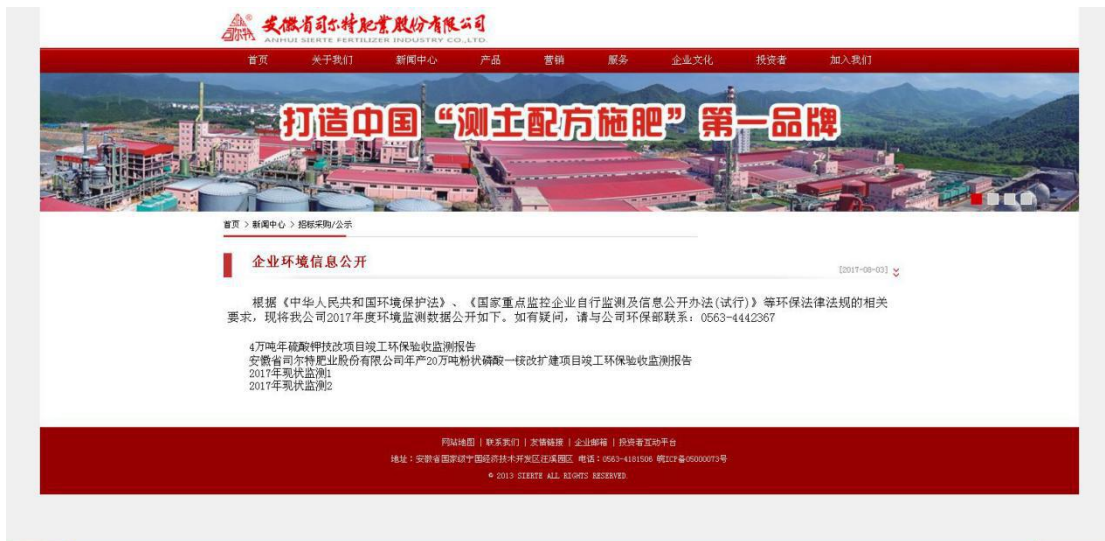 安徽省司尔特肥业股份有限公司
ANHUI SIERTE FERTILIZER INDUSTRY CO.,LTD.
首页 关于我们 新闻中心 产品 营销 服务 企业文化 投资者 加入我们
打造中国“测土配方施肥”第一品牌
首页 > 新闻中心 > 招标采购/公示
企业环境信息公开
[2017-08-03]
根据《中华人民共和国环境保护法》、《国家重点监控企业自行监测及信息公开办法(试行)》等环保法律法规的相关
要求，现将我公司2017年度环境监测数据公开如下。如有疑问，请与公司环保部联系：0563-4442367
4万吨年硫酸钾技改项目竣工环保验收监测报告
安徽省司尔特肥业股份有限公司年产20万吨粉状磷酸一铵改扩建项目竣工环保验收监测报告
2017年现状监测1
2017年现状监测2
网站地图 | 联系我们 | 友情链接 | 企业邮箱 | 投资者互动平台
地址：安徽省国家级宁国经济技术开发区汪溪园区 电话：0563-4181506 皖ICP备05000073号
© 2013 SIERTE ALL RIGHTS RESERVED.